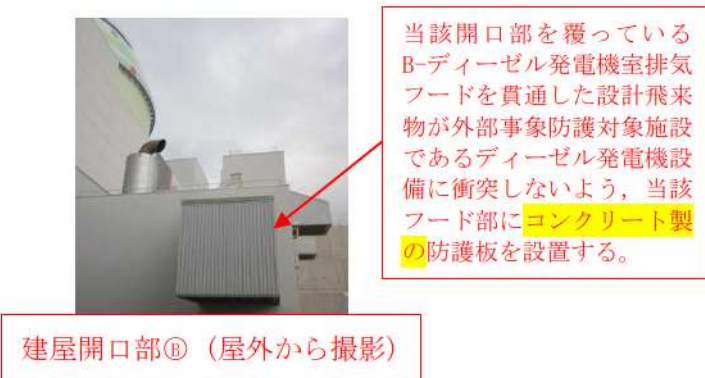 当該開口部を覆っている
B-ディーゼル発電機室排気
フードを貫通した設計飛来
物が外部事象防護対象施設
であるディーゼル発電機設
備に衝突しないよう，当該
フード部にコンクリート製
の防護板を設置する。
建屋開口部Ⓑ（屋外から撮影）